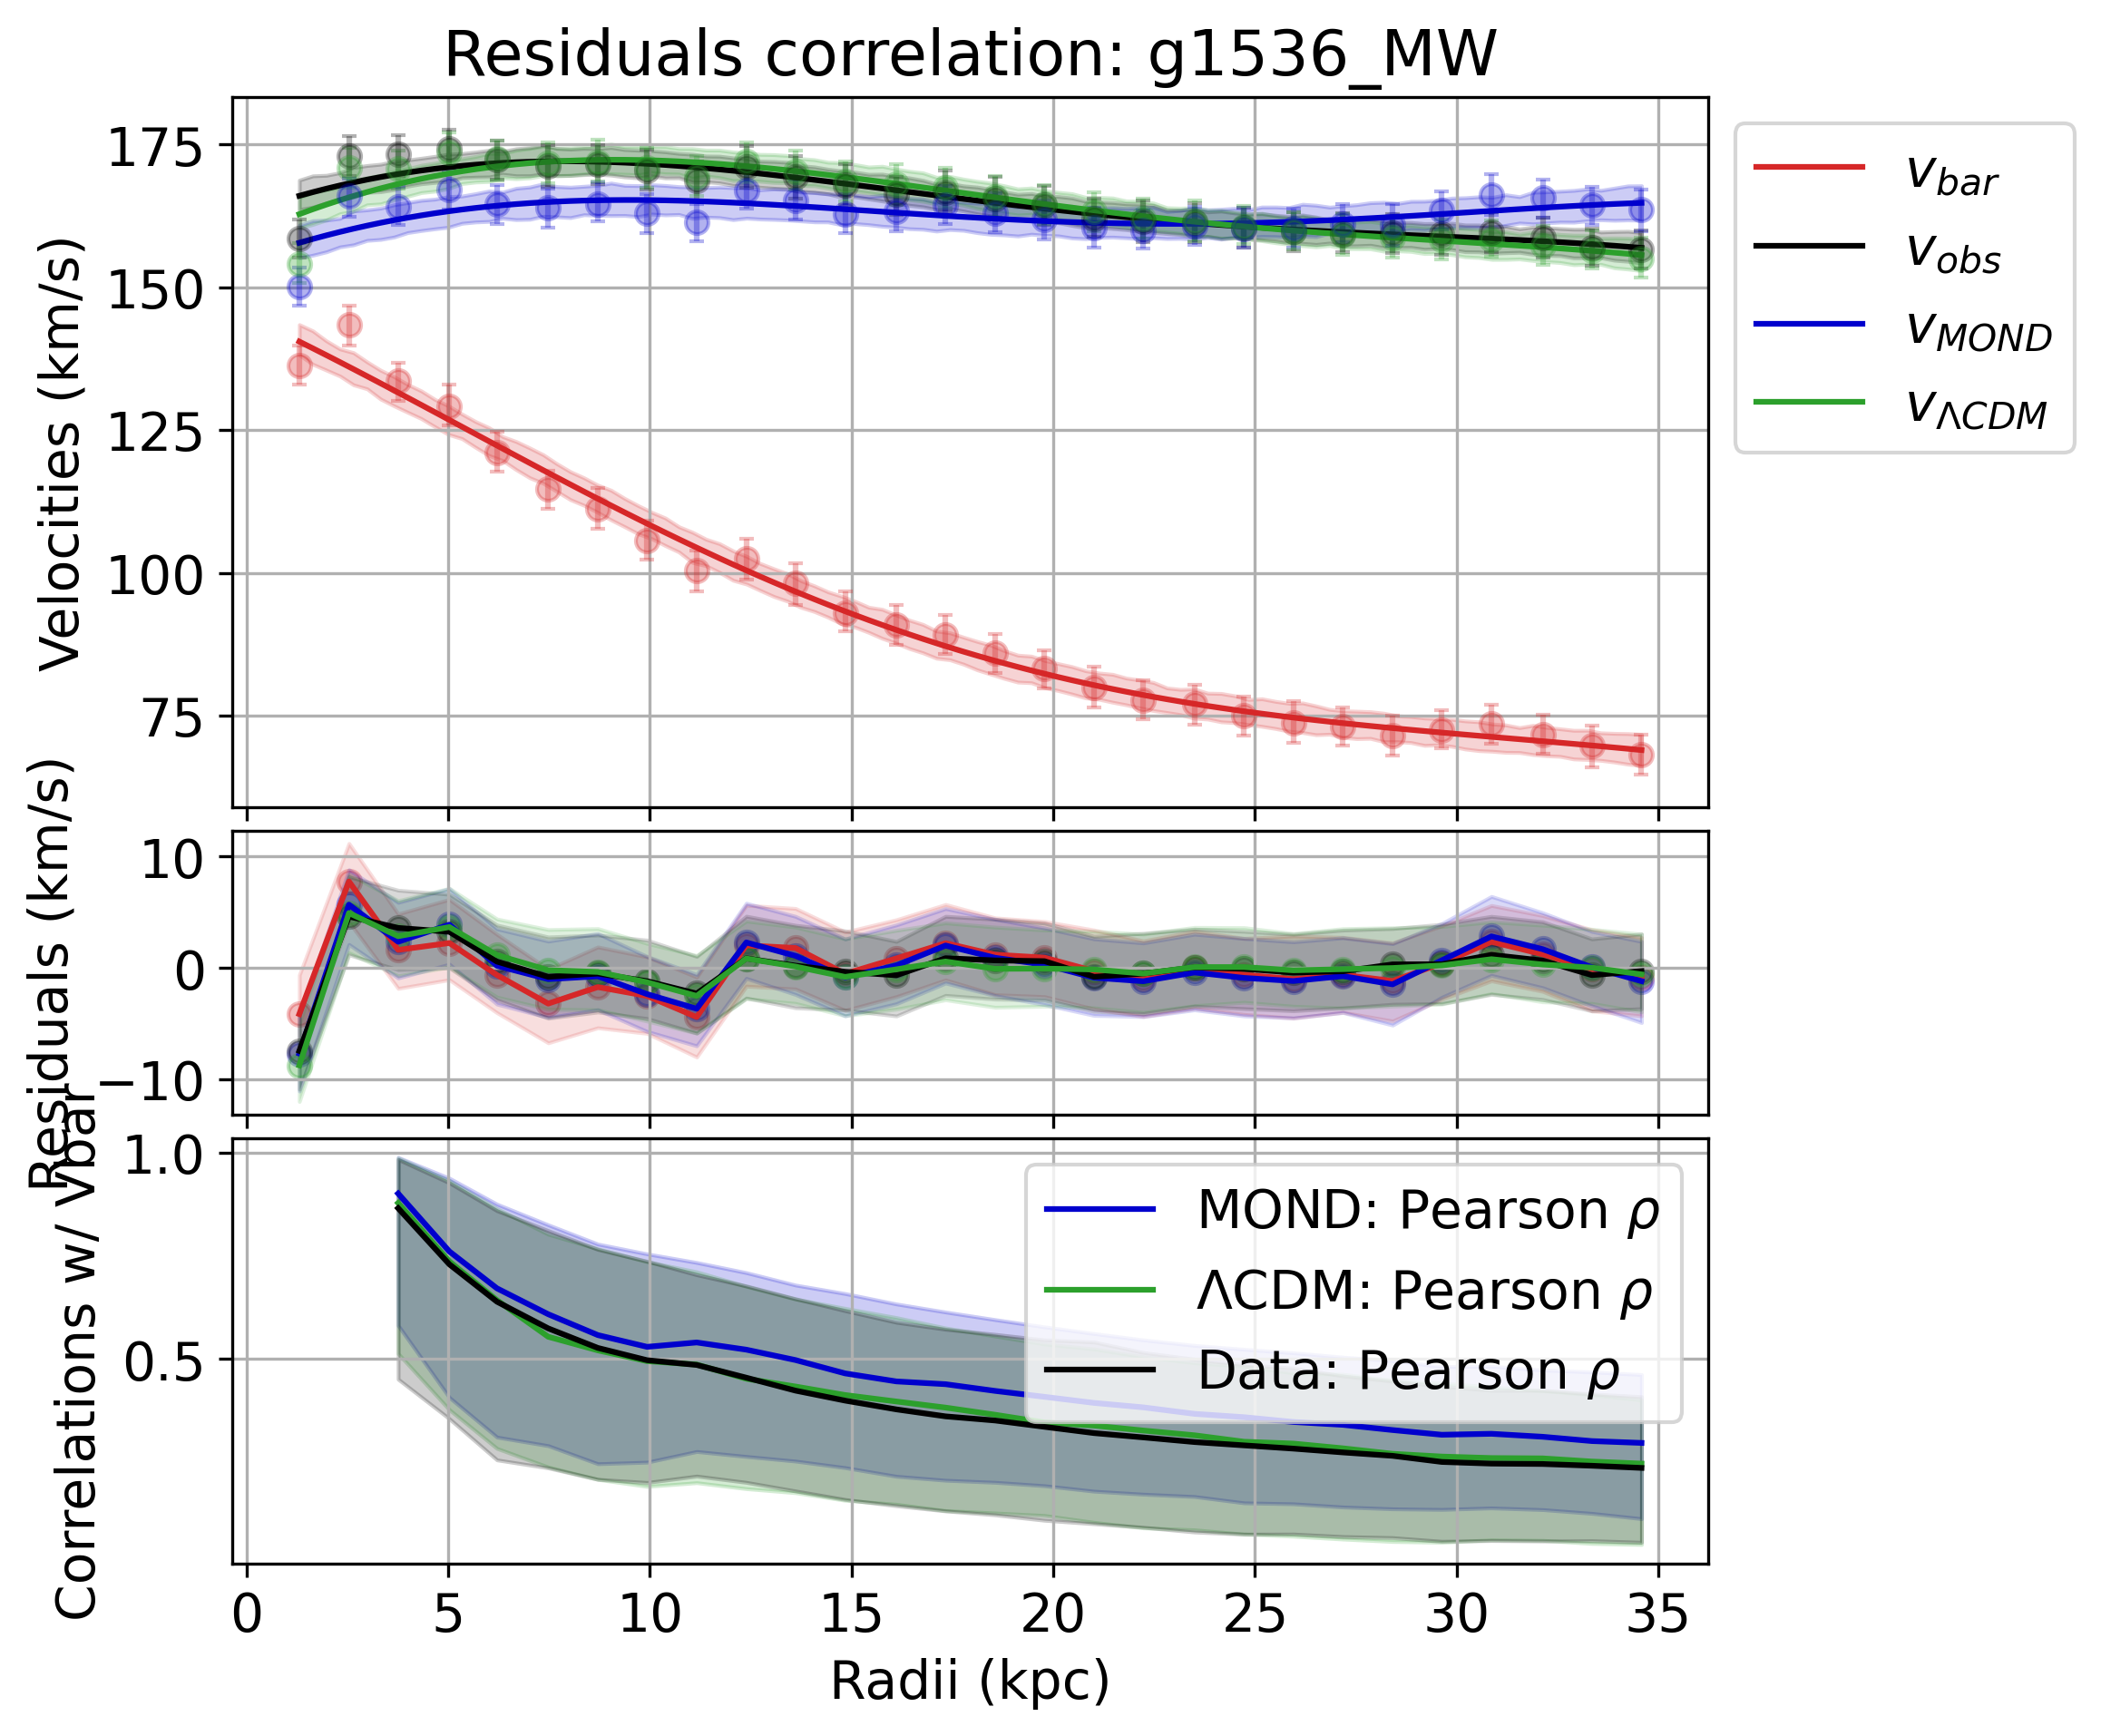 Residuals correlation: g1536_MW
175
150
125
100
75
Velocities (km/s)
v_bar
v_obs
v_MOND
v_ΛCDM
10
0
−10
Residuals (km/s)
1.0
0.5
Correlations w/ Vbar
MOND: Pearson ρ
ΛCDM: Pearson ρ
Data: Pearson ρ
0 5 10 15 20 25 30 35
Radii (kpc)